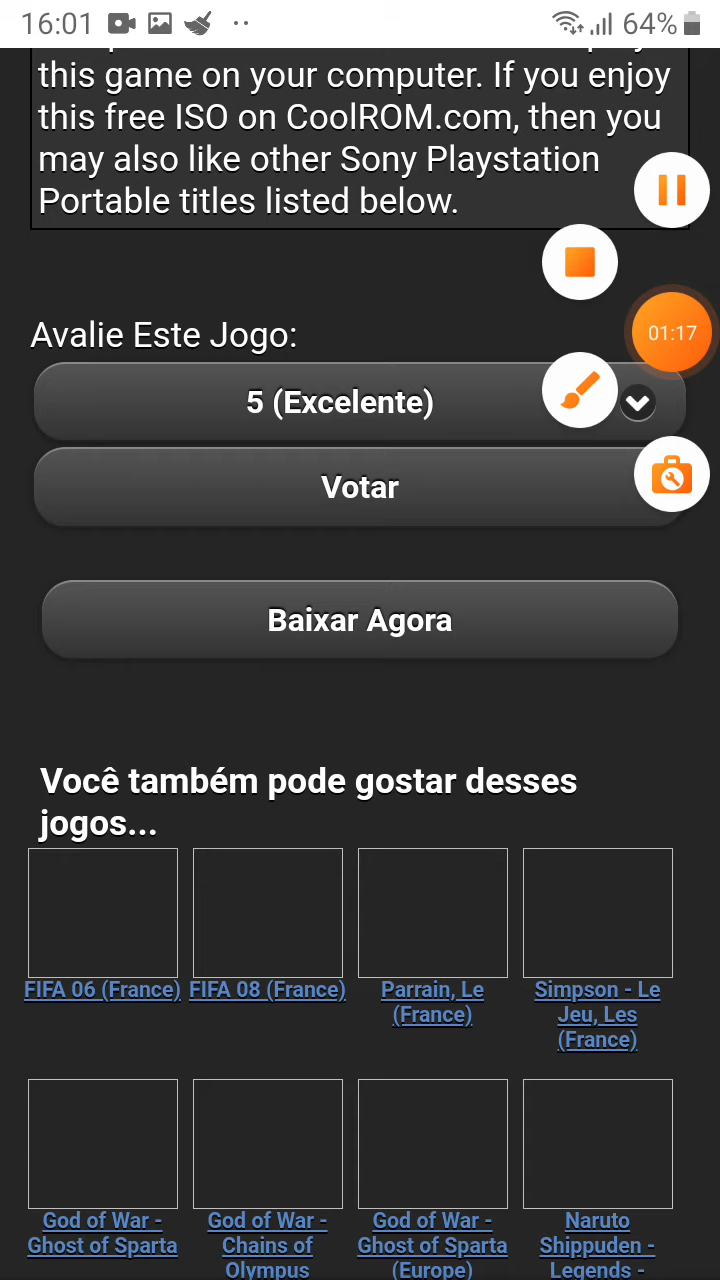 16:01
64%
this game on your computer. If you enjoy
this free ISO on CoolROM.com, then you
may also like other Sony Playstation
Portable titles listed below.
01:17
Avalie Este Jogo:
5 (Excelente)
Votar
Baixar Agora
Você também pode gostar desses
jogos...
FIFA 06 (France)
FIFA 08 (France)
Parrain, Le
(France)
Simpson - Le
Jeu, Les
(France)
God of War -
Ghost of Sparta
God of War -
Chains of
Olympus
God of War -
Ghost of Sparta
(Europe)
Naruto
Shippuden -
Legends -